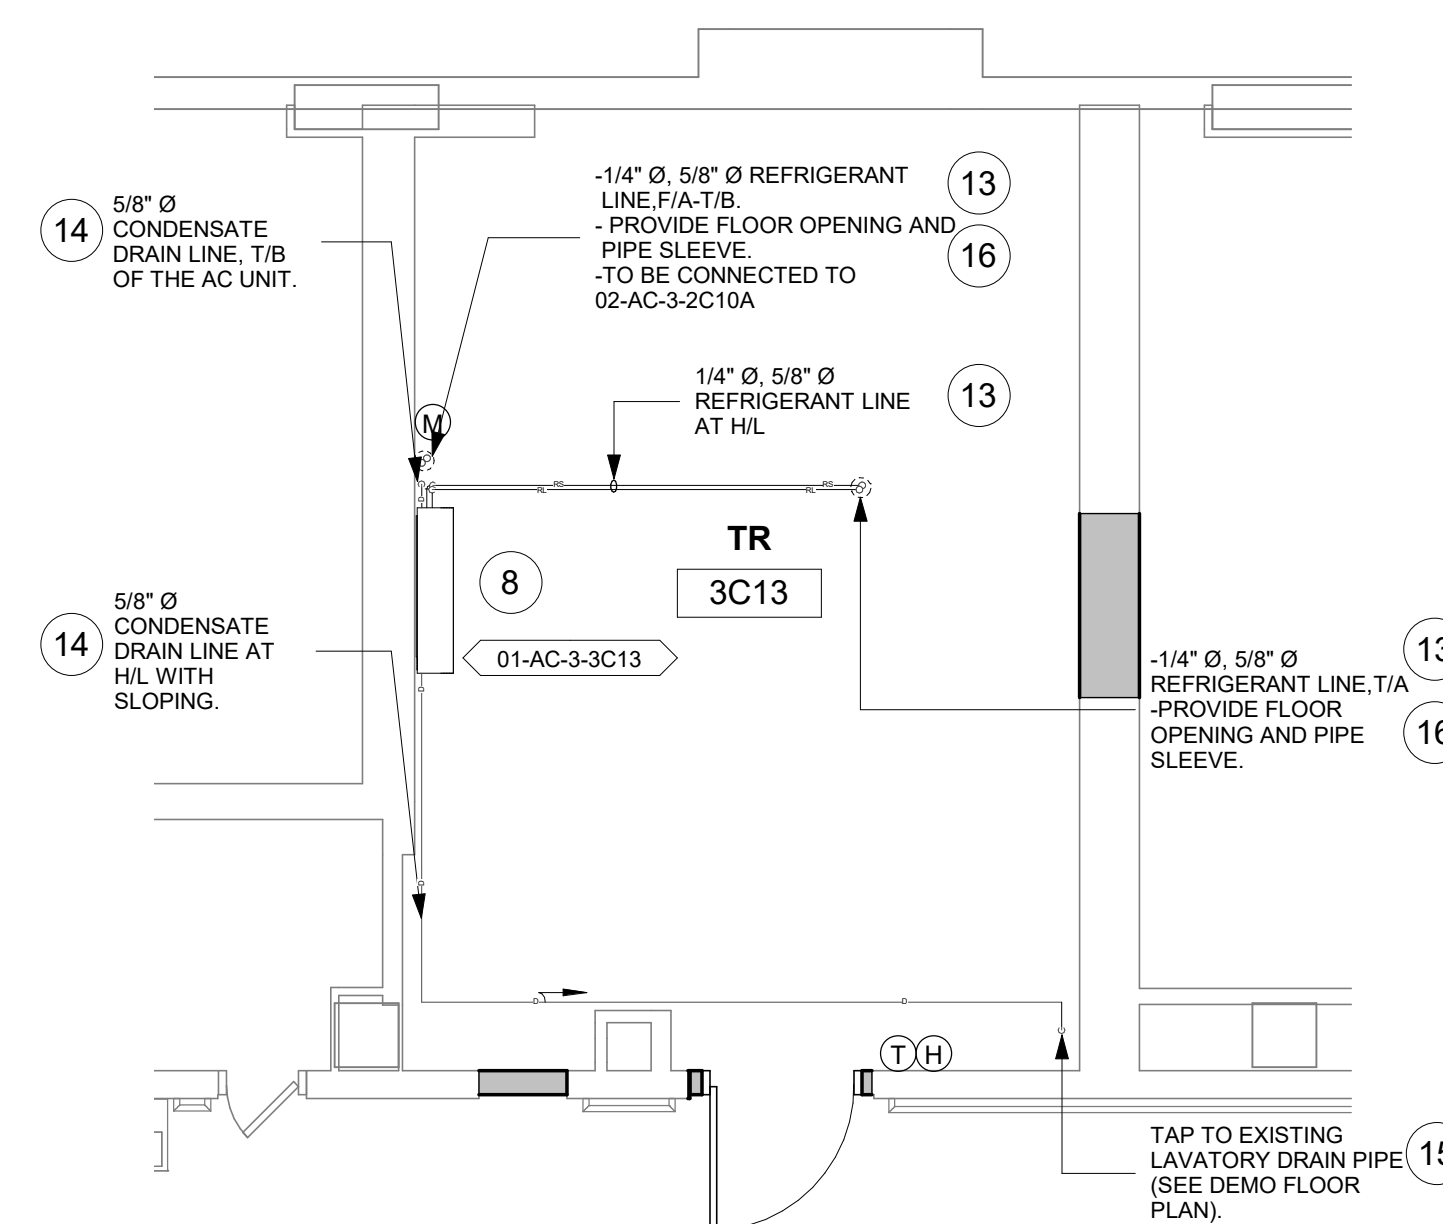 -1/4" Ø, 5/8" Ø REFRIGERANT
LINE,F/A-T/B.
- PROVIDE FLOOR OPENING AND
PIPE SLEEVE.
-TO BE CONNECTED TO
02-AC-3-2C10A
13
16
14
5/8" Ø
CONDENSATE
DRAIN LINE, T/B
OF THE AC UNIT.
1/4" Ø, 5/8" Ø
REFRIGERANT LINE
AT H/L
13
M
RS
RL
RS
RL
D
TR
3C13
8
01-AC-3-3C13
14
5/8" Ø
CONDENSATE
DRAIN LINE AT
H/L WITH
SLOPING.
D
D
-1/4" Ø, 5/8" Ø
REFRIGERANT LINE,T/A
-PROVIDE FLOOR
OPENING AND PIPE
SLEEVE.
13
16
D
D
T
H
TAP TO EXISTING
LAVATORY DRAIN PIPE
(SEE DEMO FLOOR
PLAN).
15